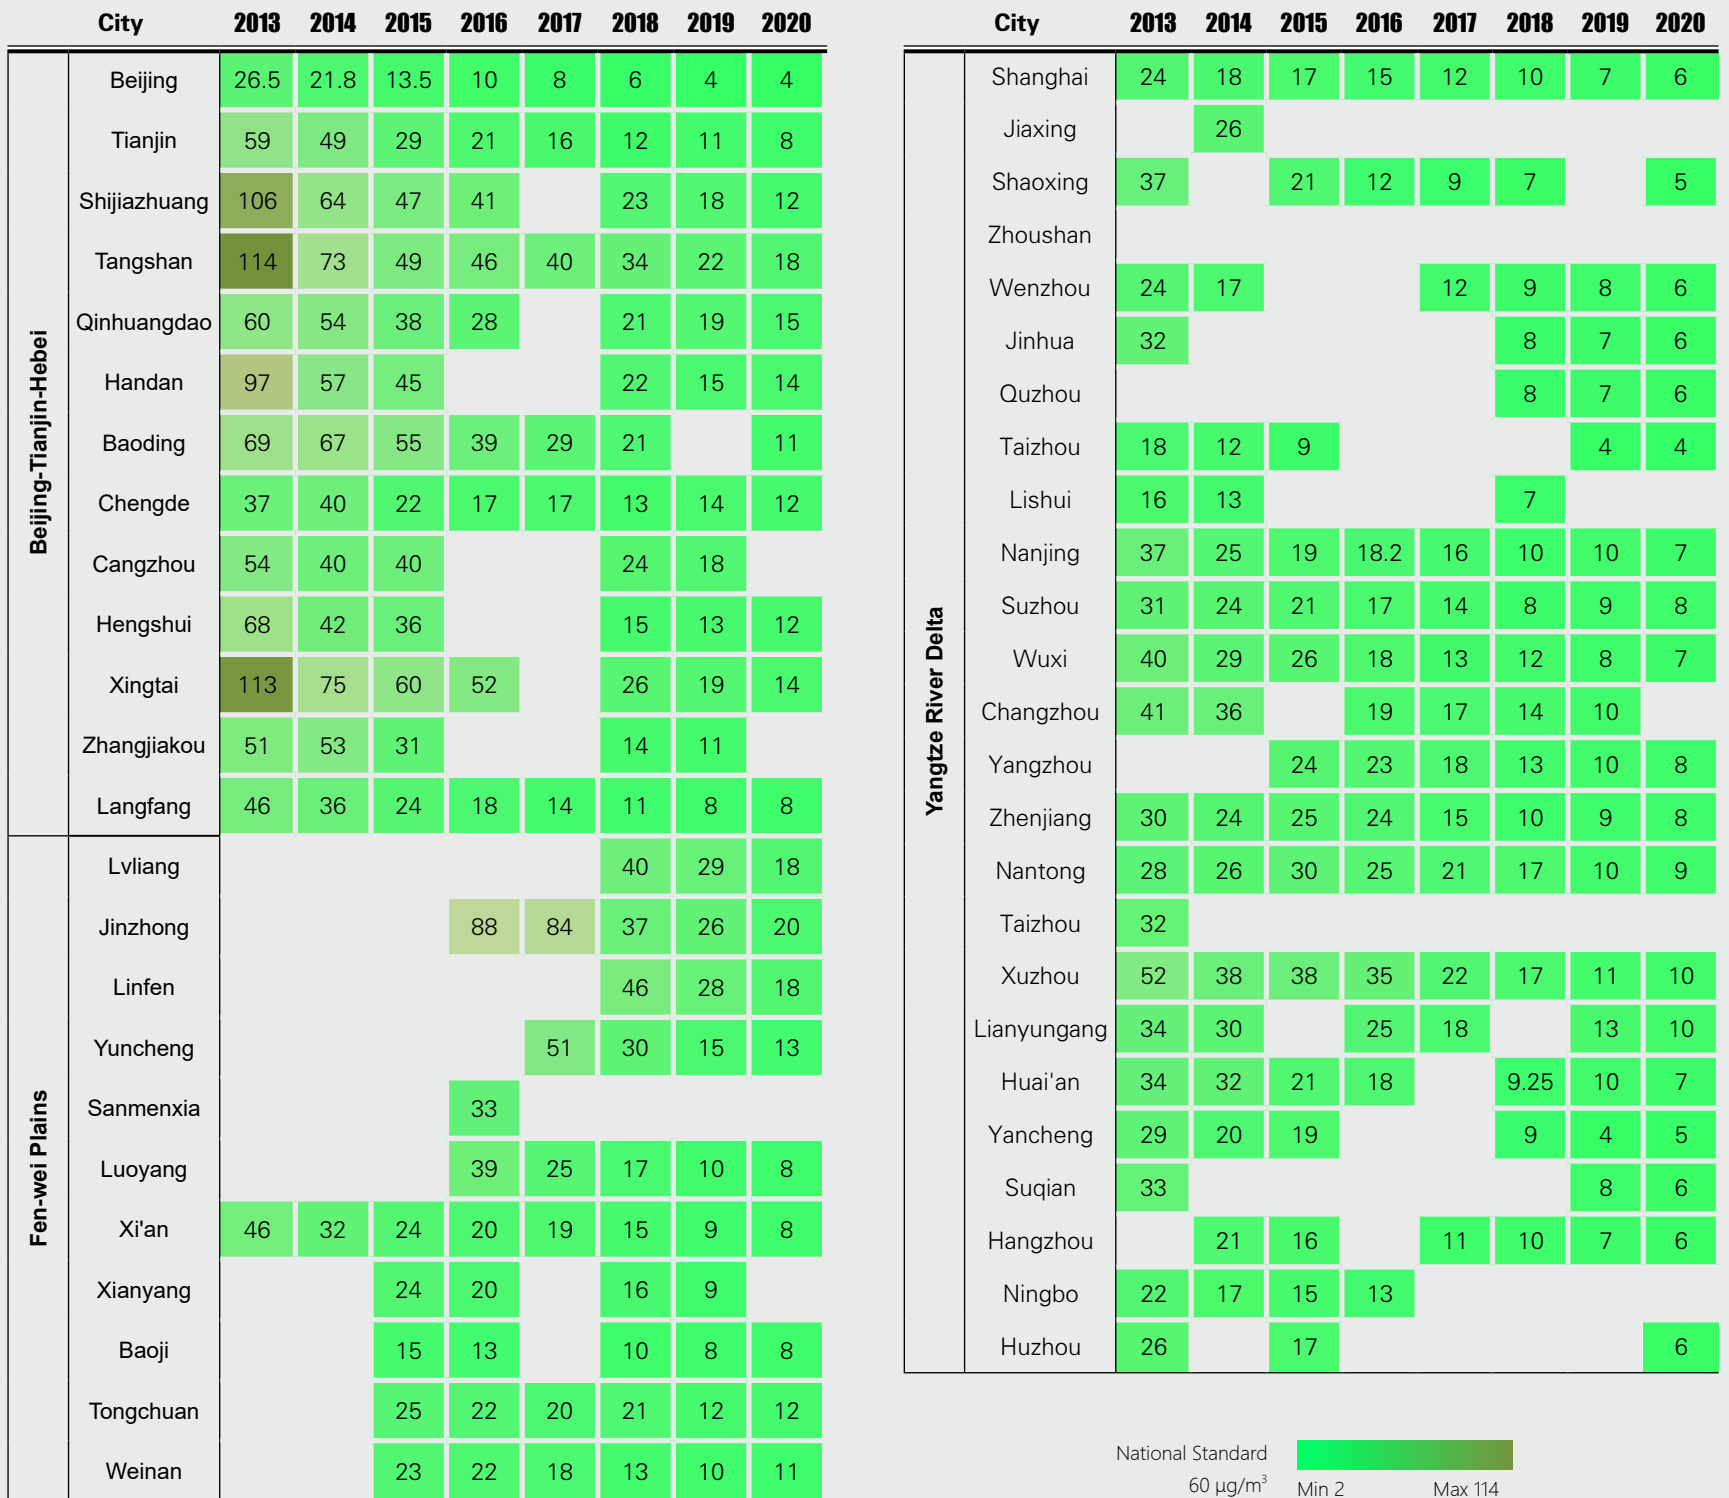 City 2013 2014 2015 2016 2017 2018 2019 2020
Beijing-Tianjin-Hebei
Beijing 26.5 21.8 13.5 10 8 6 4 4
Tianjin 59 49 29 21 16 12 11 8
Shijiazhuang 106 64 47 41 23 18 12
Tangshan 114 73 49 46 40 34 22 18
Qinhuangdao 60 54 38 28 21 19 15
Handan 97 57 45 22 15 14
Baoding 69 67 55 39 29 21 11
Chengde 37 40 22 17 17 13 14 12
Cangzhou 54 40 40 24 18
Hengshui 68 42 36 15 13 12
Xingtai 113 75 60 52 26 19 14
Zhangjiakou 51 53 31 14 11
Langfang 46 36 24 18 14 11 8 8
Fen-wei Plains
Lvliang 40 29 18
Jinzhong 88 84 37 26 20
Linfen 46 28 18
Yuncheng 51 30 15 13
Sanmenxia 33
Luoyang 39 25 17 10 8
Xi'an 46 32 24 20 19 15 9 8
Xianyang 24 20 16 9
Baoji 15 13 10 8 8
Tongchuan 25 22 20 21 12 12
Weinan 23 22 18 13 10 11
City 2013 2014 2015 2016 2017 2018 2019 2020
Yangtze River Delta
Shanghai 24 18 17 15 12 10 7 6
Jiaxing 26
Shaoxing 37 21 12 9 7 5
Zhoushan
Wenzhou 24 17 12 9 8 6
Jinhua 32 8 7 6
Quzhou 8 7 6
Taizhou 18 12 9 4 4
Lishui 16 13 7
Nanjing 37 25 19 18.2 16 10 10 7
Suzhou 31 24 21 17 14 8 9 8
Wuxi 40 29 26 18 13 12 8 7
Changzhou 41 36 19 17 14 10
Yangzhou 24 23 18 13 10 8
Zhenjiang 30 24 25 24 15 10 9 8
Nantong 28 26 30 25 21 17 10 9
Taizhou 32
Xuzhou 52 38 38 35 22 17 11 10
Lianyungang 34 30 25 18 13 10
Huai'an 34 32 21 18 9.25 10 7
Yancheng 29 20 19 9 4 5
Suqian 33 8 6
Hangzhou 21 16 11 10 7 6
Ningbo 22 17 15 13
Huzhou 26 17 6
National Standard
60 µg/m³
Min 2 Max 114